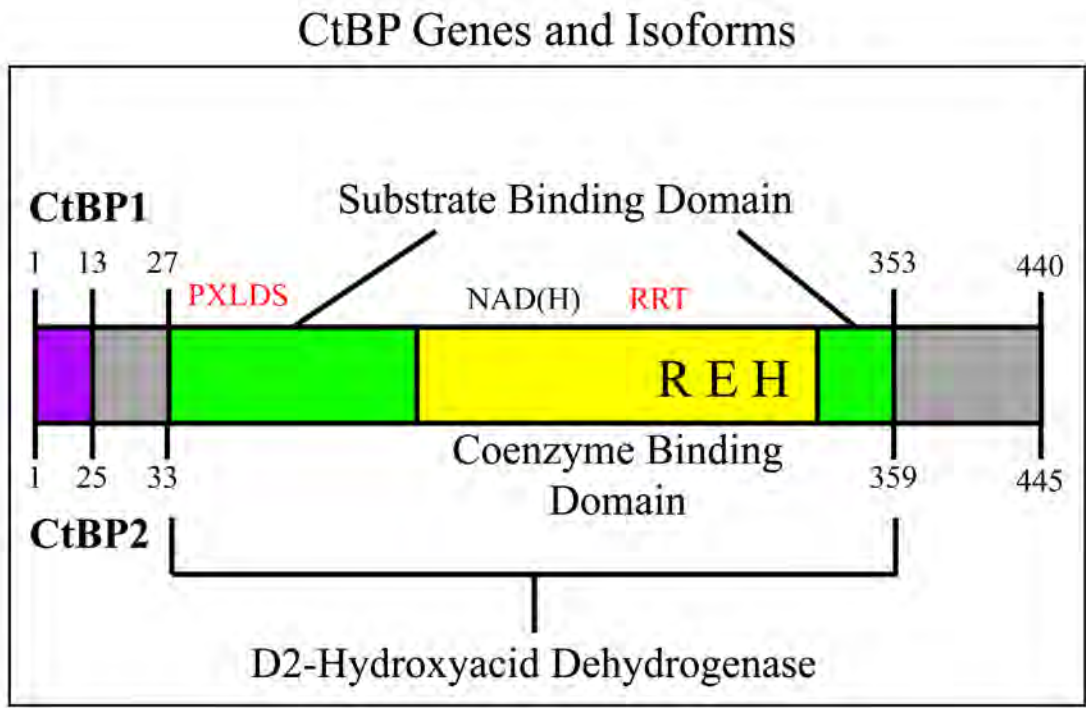 CtBP Genes and Isoforms
CtBP1
Substrate Binding Domain
1 13 27 353 440
PXLDS NAD(H) RRT
R E H
Coenzyme Binding
Domain
1 25 33 359 445
CtBP2
D2-Hydroxyacid Dehydrogenase